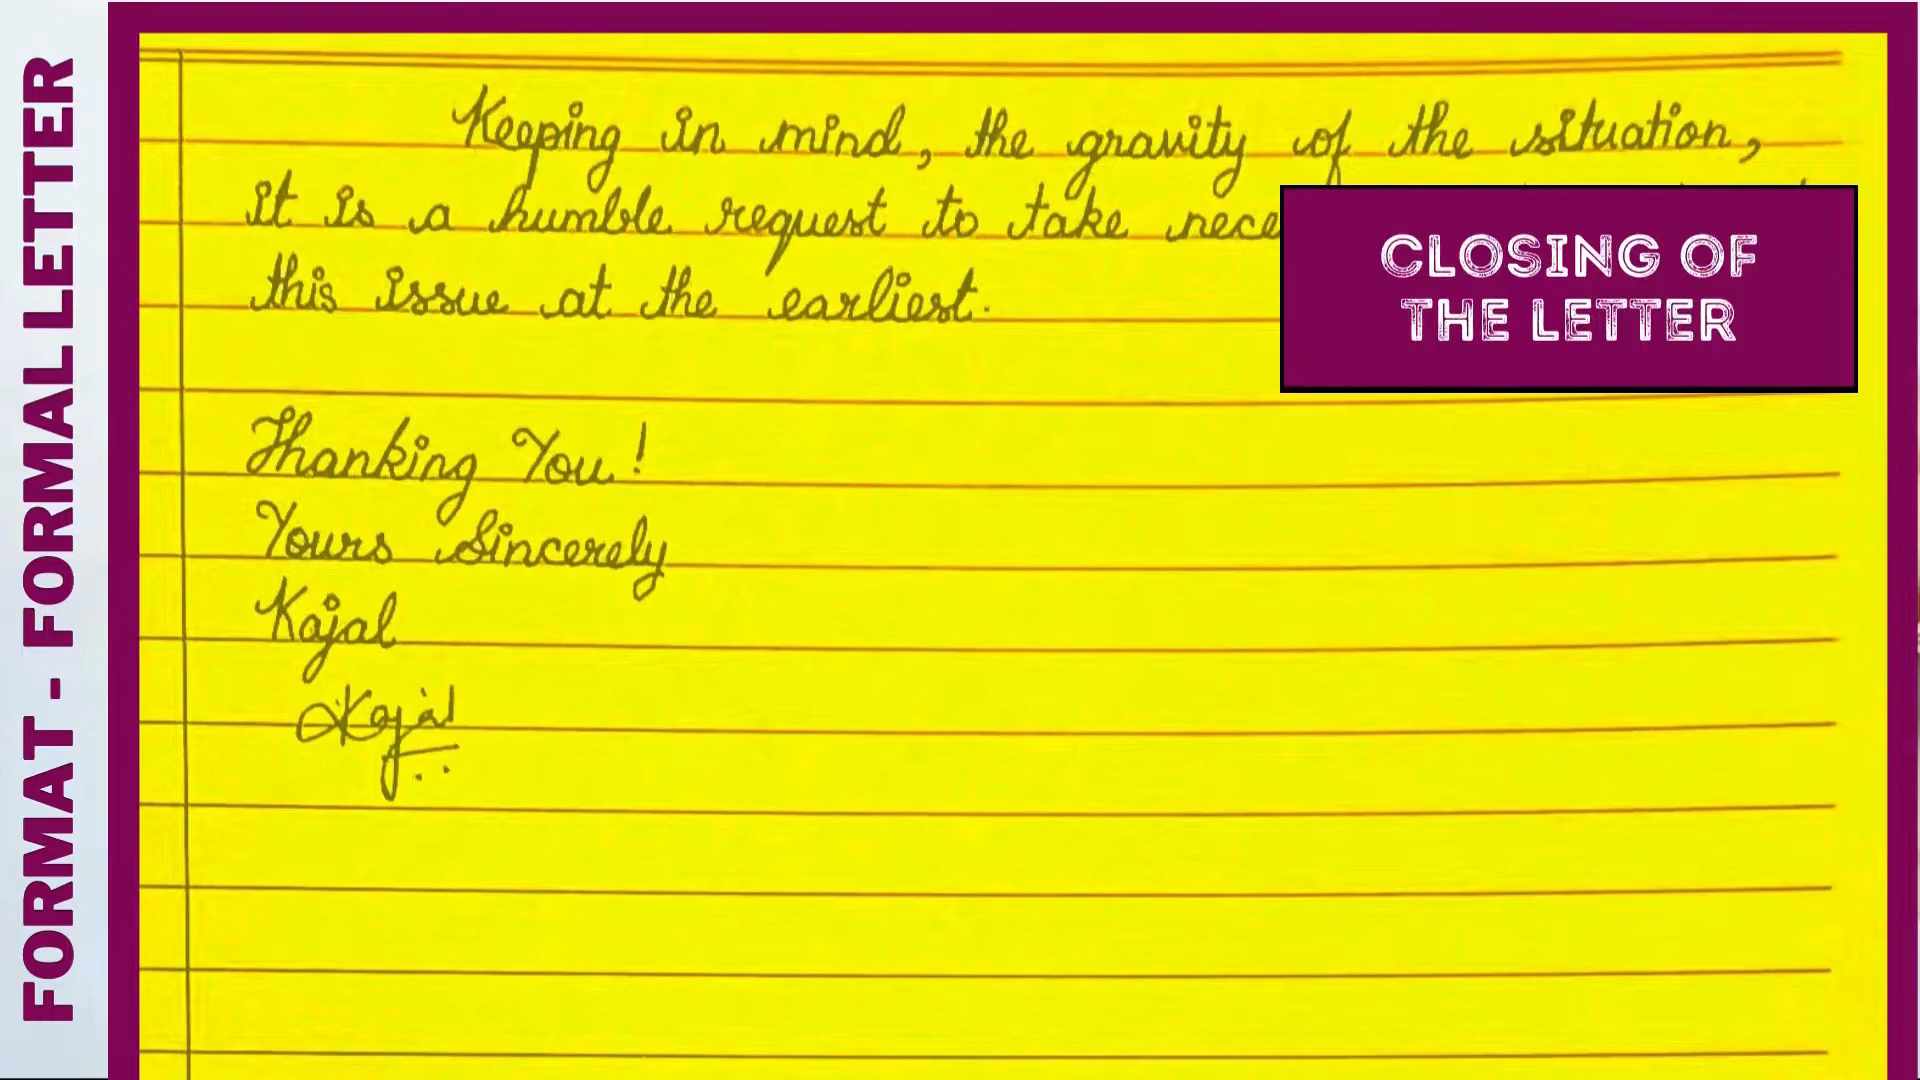 FORMAT - FORMAL LETTER
Keeping in mind, the gravity of the situation,
it is a humble request to take
this issue at the earliest.
CLOSING OF
THE LETTER
Thanking You!
Yours Sincerely
Kajal
Kajal